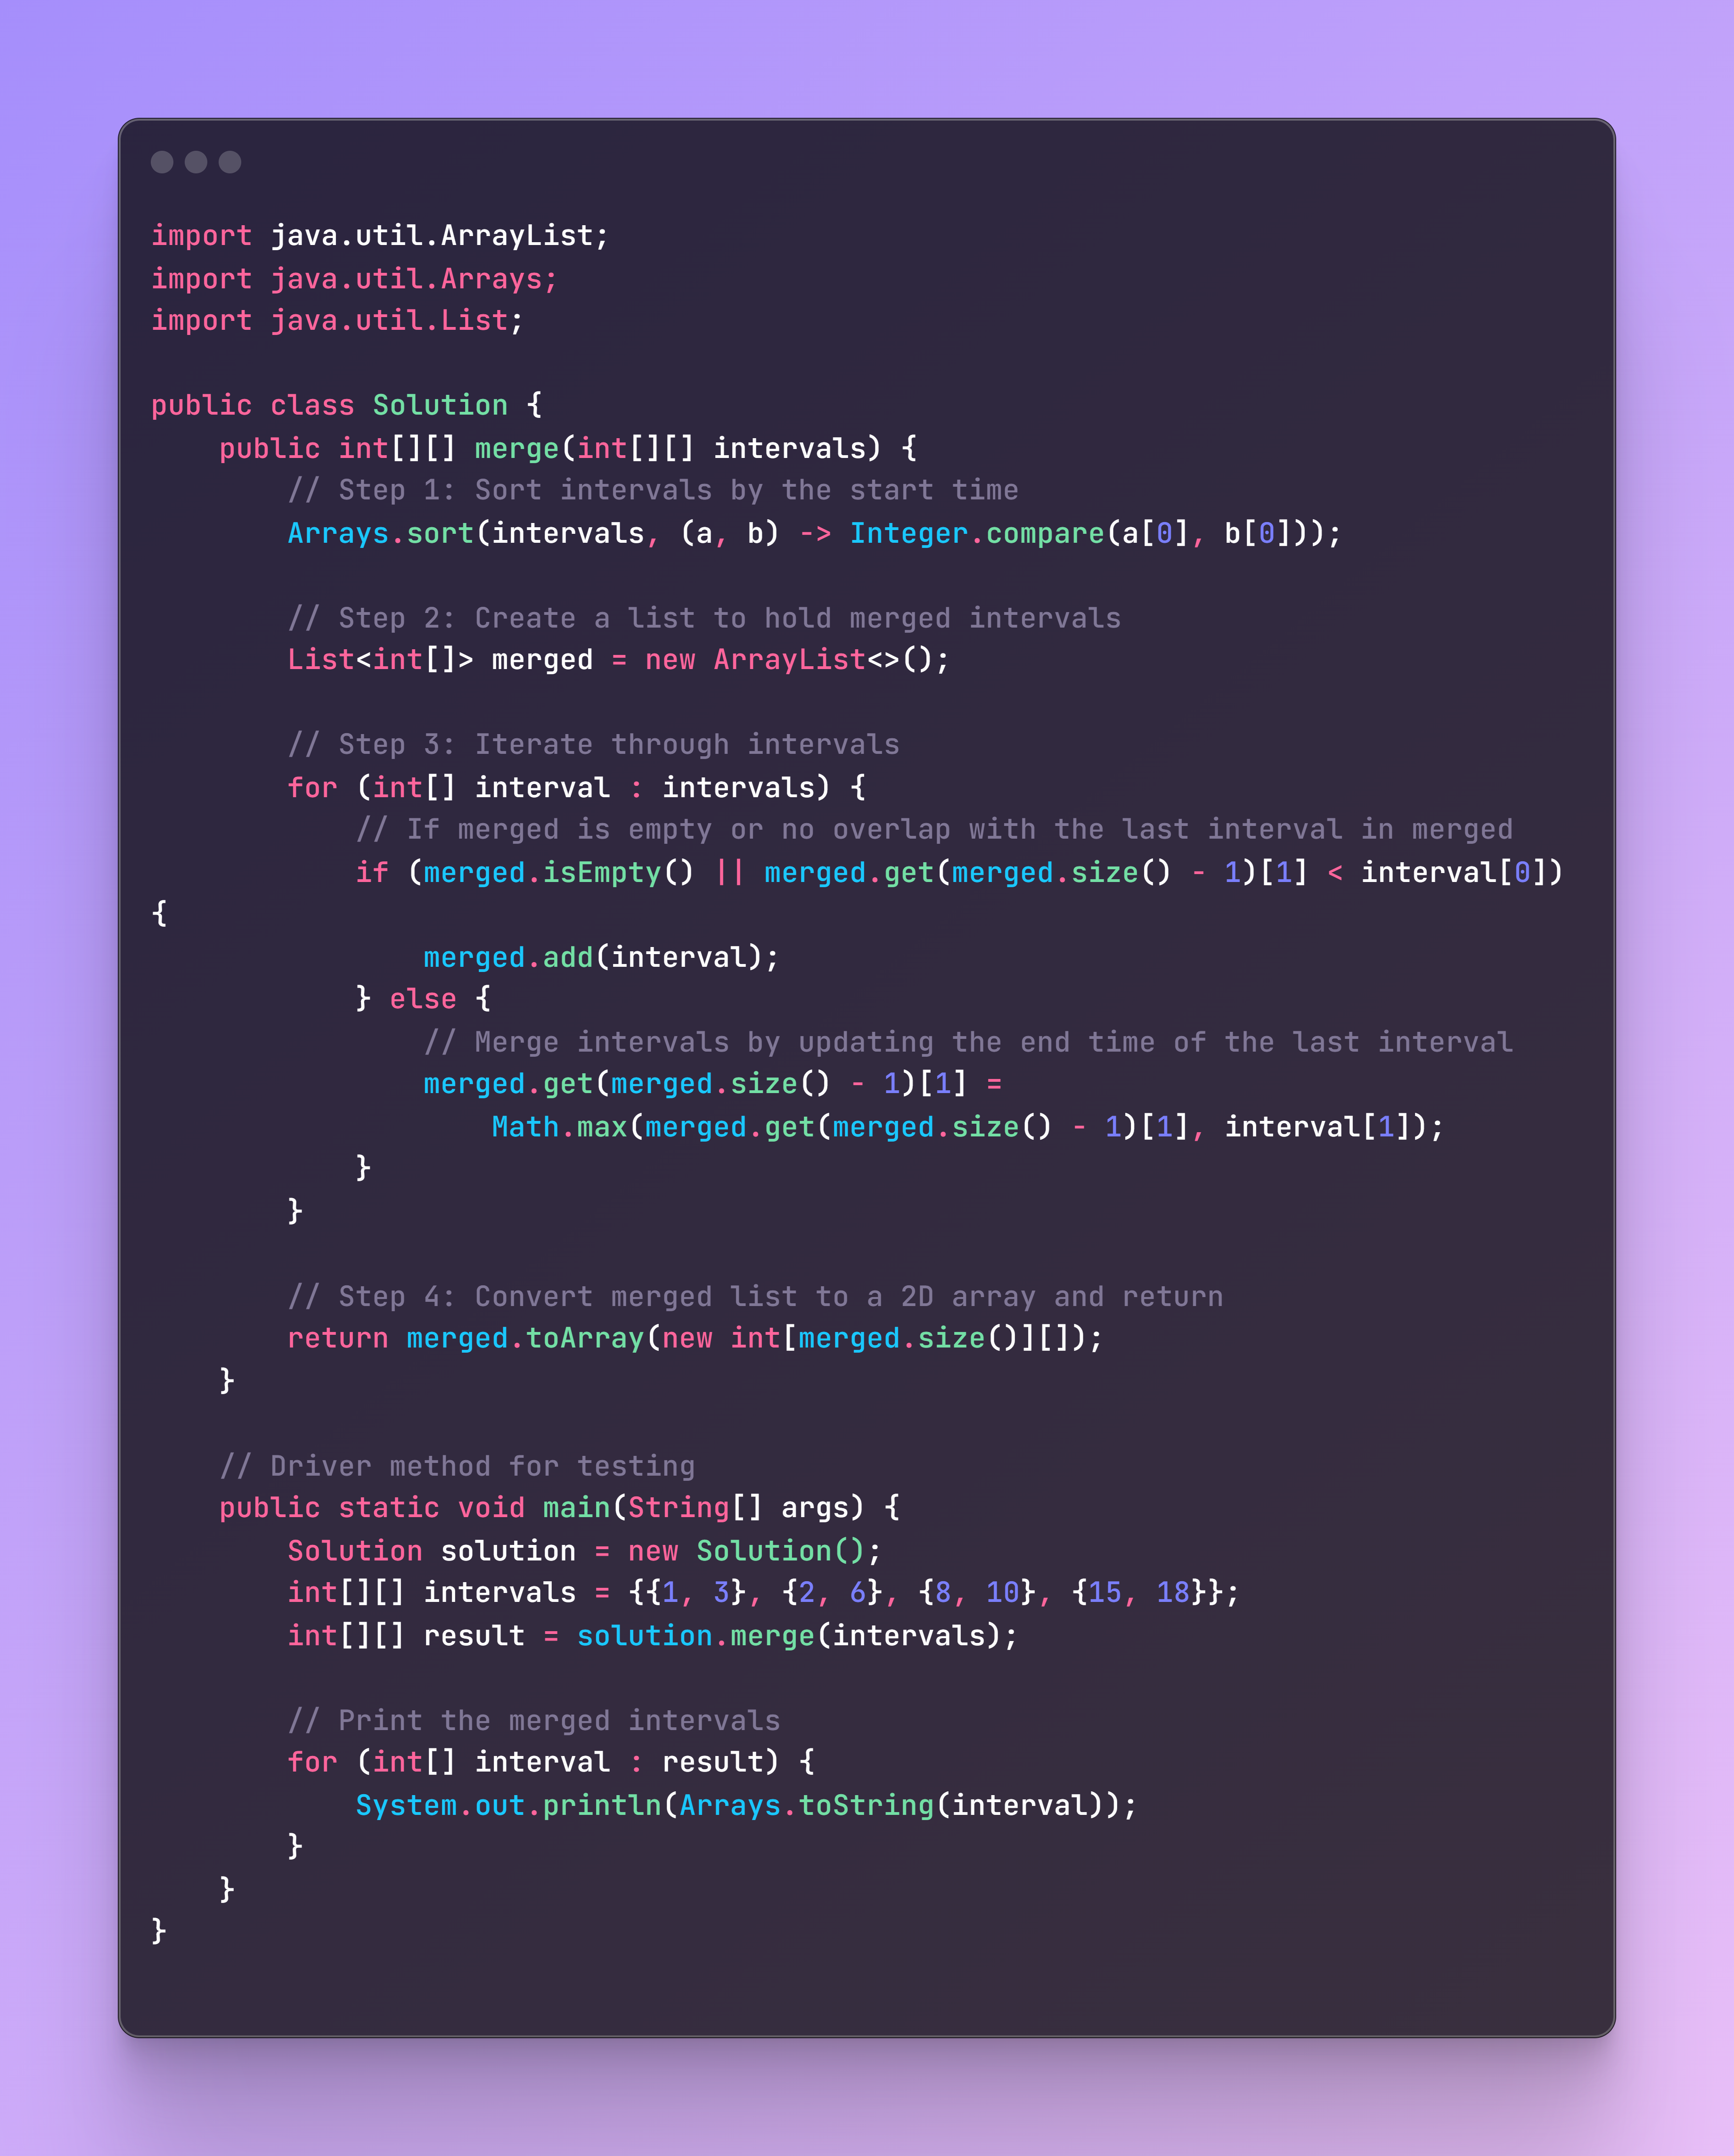 import java.util.ArrayList;
import java.util.Arrays;
import java.util.List;

public class Solution {
    public int[][] merge(int[][] intervals) {
        // Step 1: Sort intervals by the start time
        Arrays.sort(intervals, (a, b) -> Integer.compare(a[0], b[0]));

        // Step 2: Create a list to hold merged intervals
        List<int[]> merged = new ArrayList<>();

        // Step 3: Iterate through intervals
        for (int[] interval : intervals) {
            // If merged is empty or no overlap with the last interval in merged
            if (merged.isEmpty() || merged.get(merged.size() - 1)[1] < interval[0])
{
                merged.add(interval);
            } else {
                // Merge intervals by updating the end time of the last interval
                merged.get(merged.size() - 1)[1] =
                    Math.max(merged.get(merged.size() - 1)[1], interval[1]);
            }
        }

        // Step 4: Convert merged list to a 2D array and return
        return merged.toArray(new int[merged.size()][]);
    }

    // Driver method for testing
    public static void main(String[] args) {
        Solution solution = new Solution();
        int[][] intervals = {{1, 3}, {2, 6}, {8, 10}, {15, 18}};
        int[][] result = solution.merge(intervals);

        // Print the merged intervals
        for (int[] interval : result) {
            System.out.println(Arrays.toString(interval));
        }
    }
}